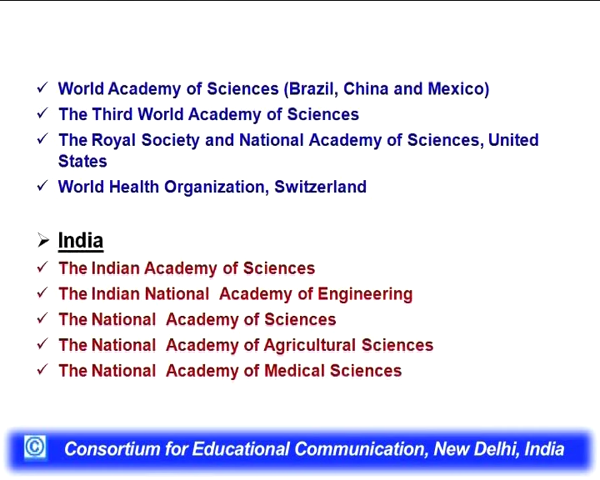 ✓ World Academy of Sciences (Brazil, China and Mexico)
✓ The Third World Academy of Sciences
✓ The Royal Society and National Academy of Sciences, United
States
✓ World Health Organization, Switzerland
➢ India
✓ The Indian Academy of Sciences
✓ The Indian National  Academy of Engineering
✓ The National  Academy of Sciences
✓ The National  Academy of Agricultural Sciences
✓ The National  Academy of Medical Sciences
© Consortium for Educational Communication, New Delhi, India